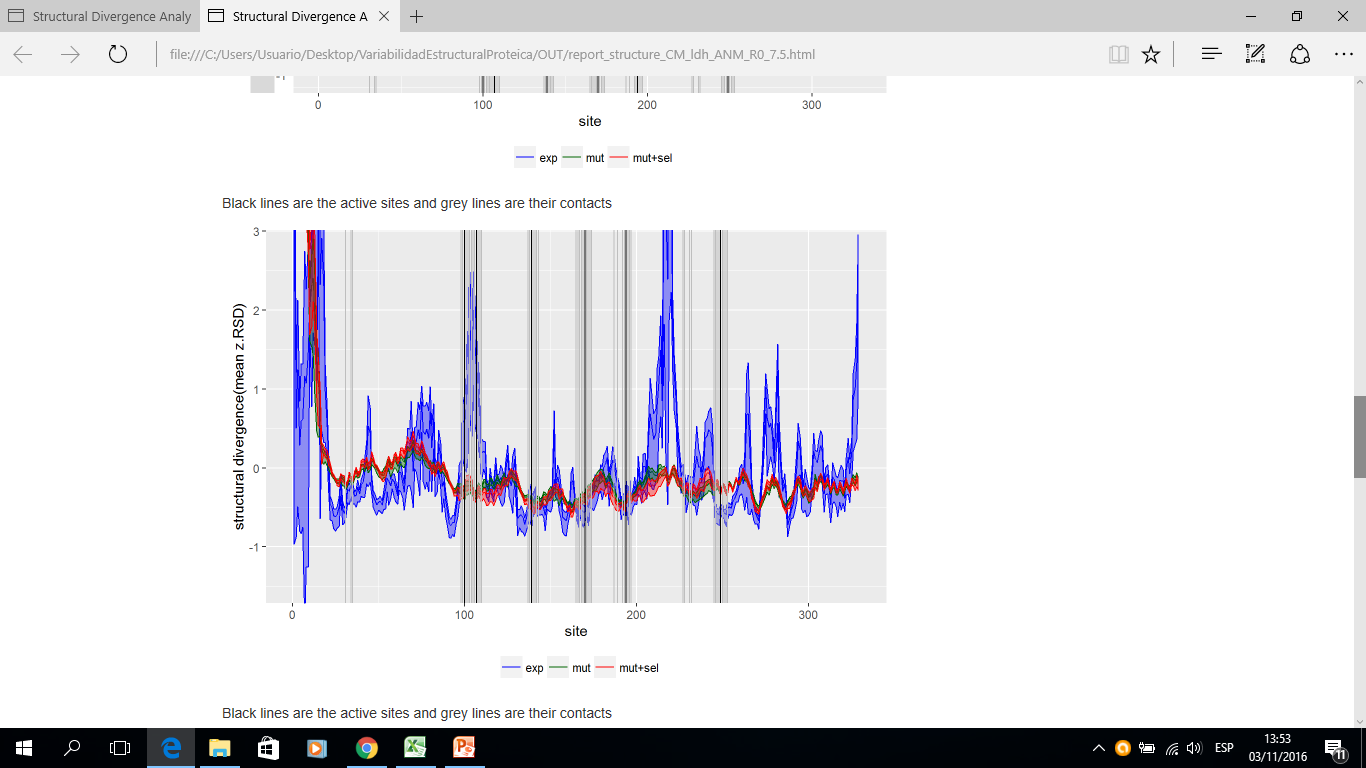 Structural Divergence Analy
Structural Divergence A
file:///C:/Users/Usuario/Desktop/VariabilidadEstructuralProteica/OUT/report_structure_CM_ldh_ANM_R0_7.5.html
-1
0 100 200 300
site
exp mut mut+sel
Black lines are the active sites and grey lines are their contacts
structural divergence(mean z.RSD)
3
2
1
0
-1
0 100 200 300
site
exp mut mut+sel
Black lines are the active sites and grey lines are their contacts
ESP
13:53
03/11/2016
11